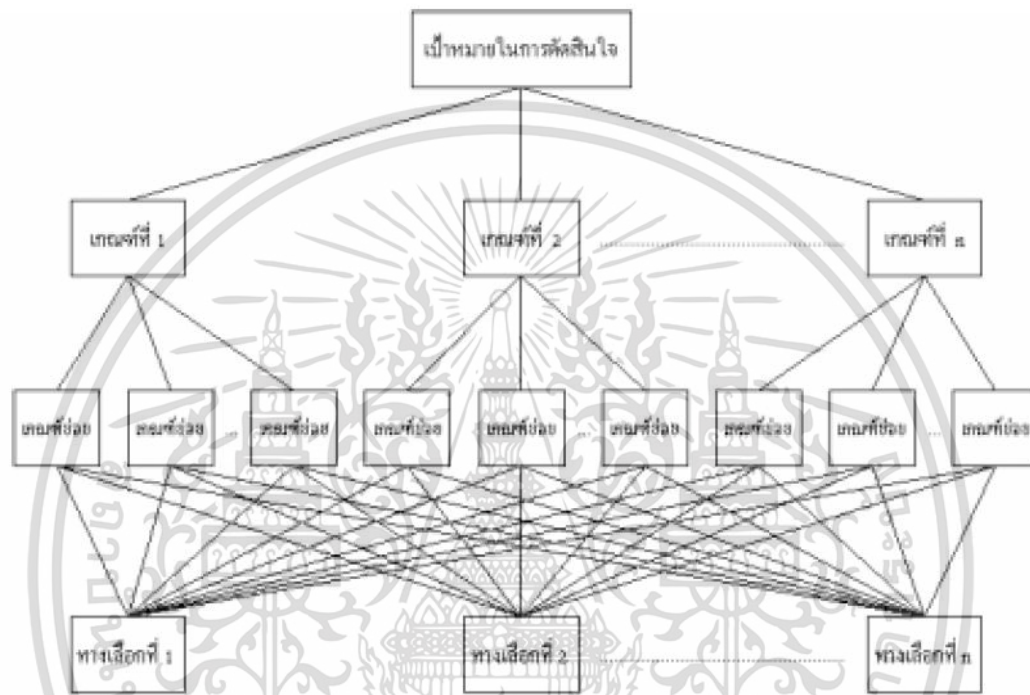 เป้าหมายในการตัดสินใจ
เกณฑ์ที่ 1 เกณฑ์ที่ 2 .......................................... เกณฑ์ที่ n
เกณฑ์ย่อย เกณฑ์ย่อย ... เกณฑ์ย่อย เกณฑ์ย่อย เกณฑ์ย่อย ... เกณฑ์ย่อย เกณฑ์ย่อย เกณฑ์ย่อย ... เกณฑ์ย่อย
ทางเลือกที่ 1 ทางเลือกที่ 2 .......................................... ทางเลือกที่ n